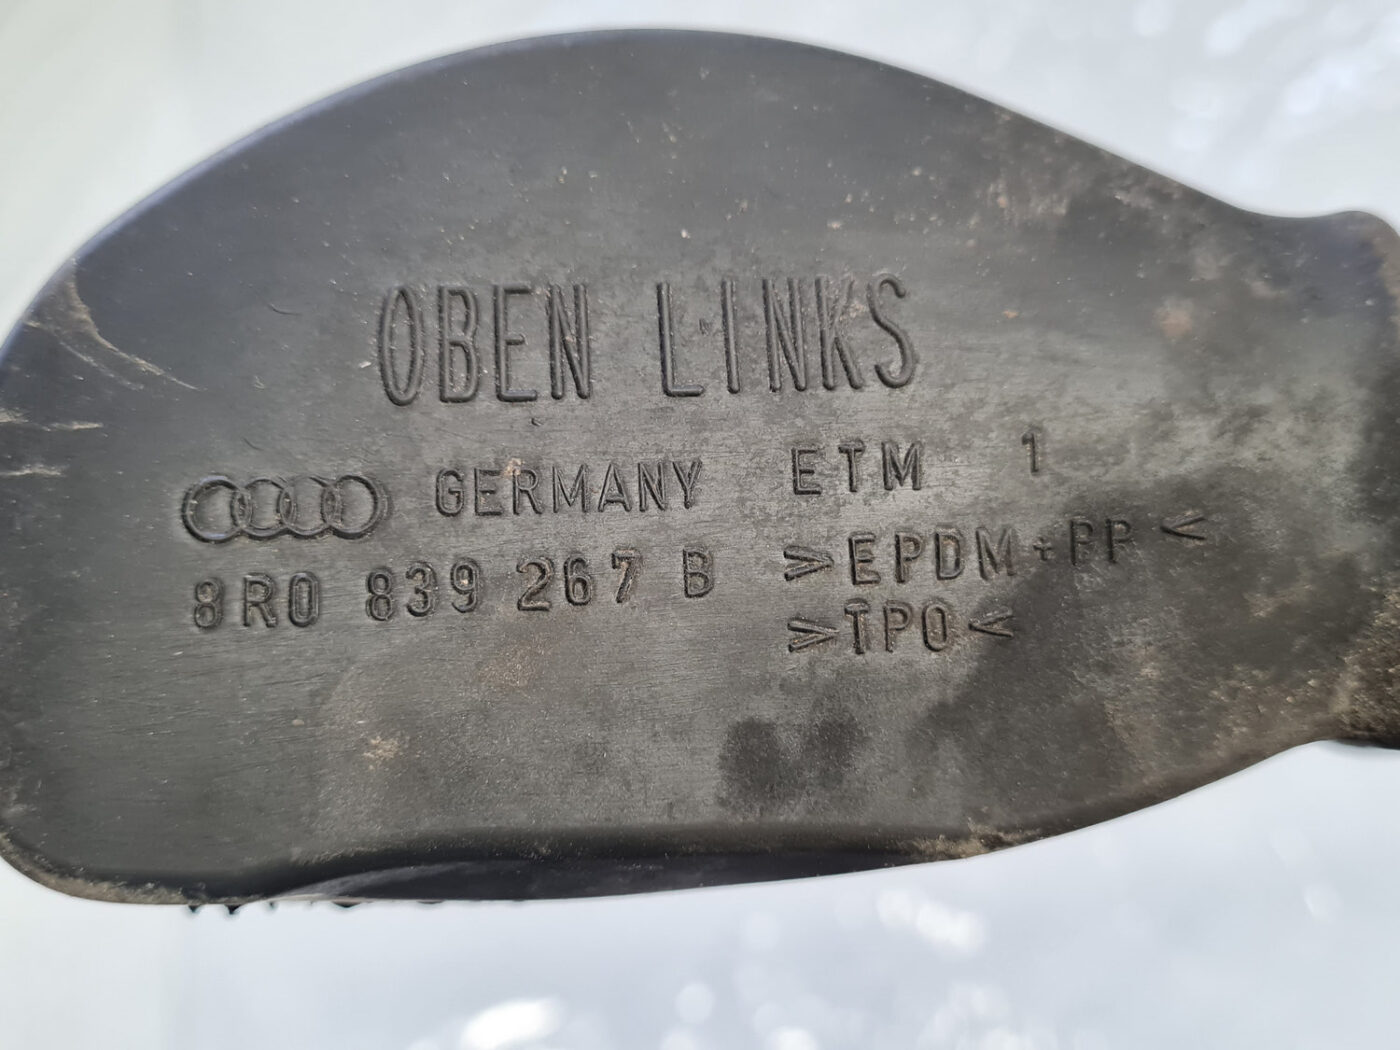 OBEN LINKS
GERMANY ETM 1
8R0 839 267 B >EPDM+PP<
>TPO<